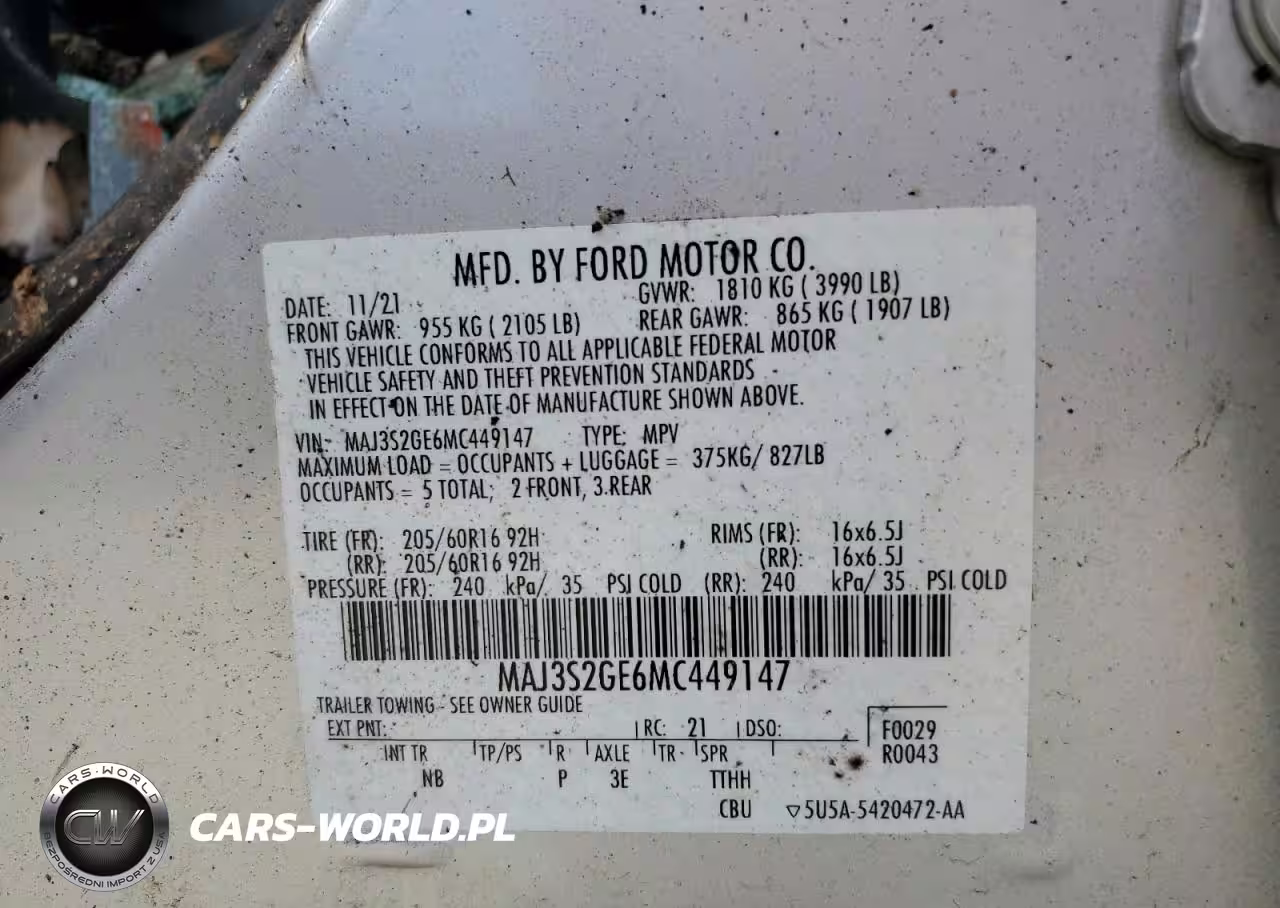 MFD. BY FORD MOTOR CO.
DATE: 11/21 GVWR: 1810 KG ( 3990 LB)
FRONT GAWR: 955 KG ( 2105 LB) REAR GAWR: 865 KG ( 1907 LB)
THIS VEHICLE CONFORMS TO ALL APPLICABLE FEDERAL MOTOR
VEHICLE SAFETY AND THEFT PREVENTION STANDARDS
IN EFFECT ON THE DATE OF MANUFACTURE SHOWN ABOVE.
VIN: MAJ3S2GE6MC449147 TYPE: MPV
MAXIMUM LOAD = OCCUPANTS + LUGGAGE = 375KG/ 827LB
OCCUPANTS = 5 TOTAL; 2 FRONT, 3 REAR
TIRE (FR): 205/60R16 92H RIMS (FR): 16x6.5J
(RR): 205/60R16 92H (RR): 16x6.5J
PRESSURE (FR): 240 kPa/ 35 PSI COLD (RR): 240 kPa/ 35 PSI COLD
MAJ3S2GE6MC449147
TRAILER TOWING - SEE OWNER GUIDE
EXT PNT: RC: 21 DSO: F0029
INT TR TP/PS R AXLE TR SPR R0043
NB P 3E TTHH
CBU ▽5U5A-5420472-AA
CARS-WORLD
CW
BEZPOŚREDNI IMPORT Z USA
CARS-WORLD.PL